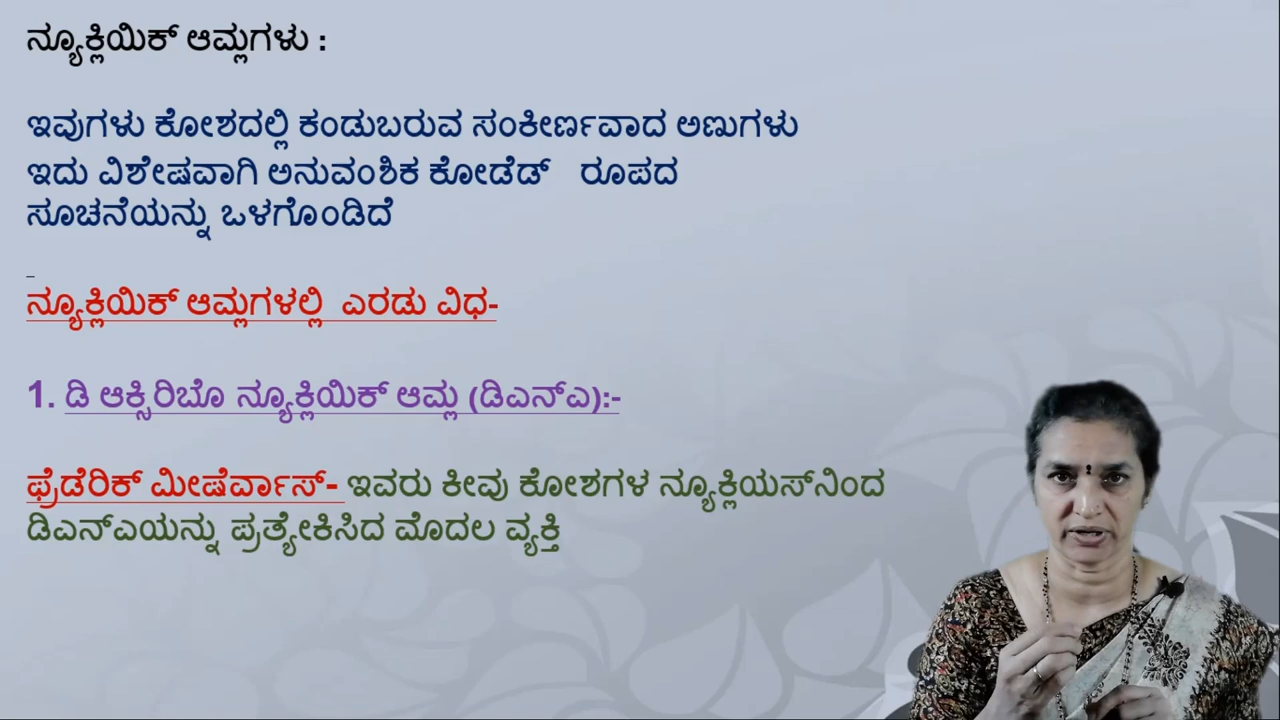 ನ್ಯೂಕ್ಲಿಯಿಕ್ ಆಮ್ಲಗಳು :
ಇವುಗಳು ಕೋಶದಲ್ಲಿ ಕಂಡುಬರುವ ಸಂಕೀರ್ಣವಾದ ಅಣುಗಳು
ಇದು ವಿಶೇಷವಾಗಿ ಅನುವಂಶಿಕ ಕೋಡೆಡ್ ರೂಪದ
ಸೂಚನೆಯನ್ನು ಒಳಗೊಂಡಿದೆ
ನ್ಯೂಕ್ಲಿಯಿಕ್ ಆಮ್ಲಗಳಲ್ಲಿ ಎರಡು ವಿಧ-
1. ಡಿ ಆಕ್ಸಿರಿಬೊ ನ್ಯೂಕ್ಲಿಯಿಕ್ ಆಮ್ಲ (ಡಿಎನ್ಎ):-
ಫ್ರೆಡೆರಿಕ್ ಮೀಷೆರ್ವಾಸ್- ಇವರು ಕೀವು ಕೋಶಗಳ ನ್ಯೂಕ್ಲಿಯಸ್‌ನಿಂದ
ಡಿಎನ್ಎಯನ್ನು ಪ್ರತ್ಯೇಕಿಸಿದ ಮೊದಲ ವ್ಯಕ್ತಿ